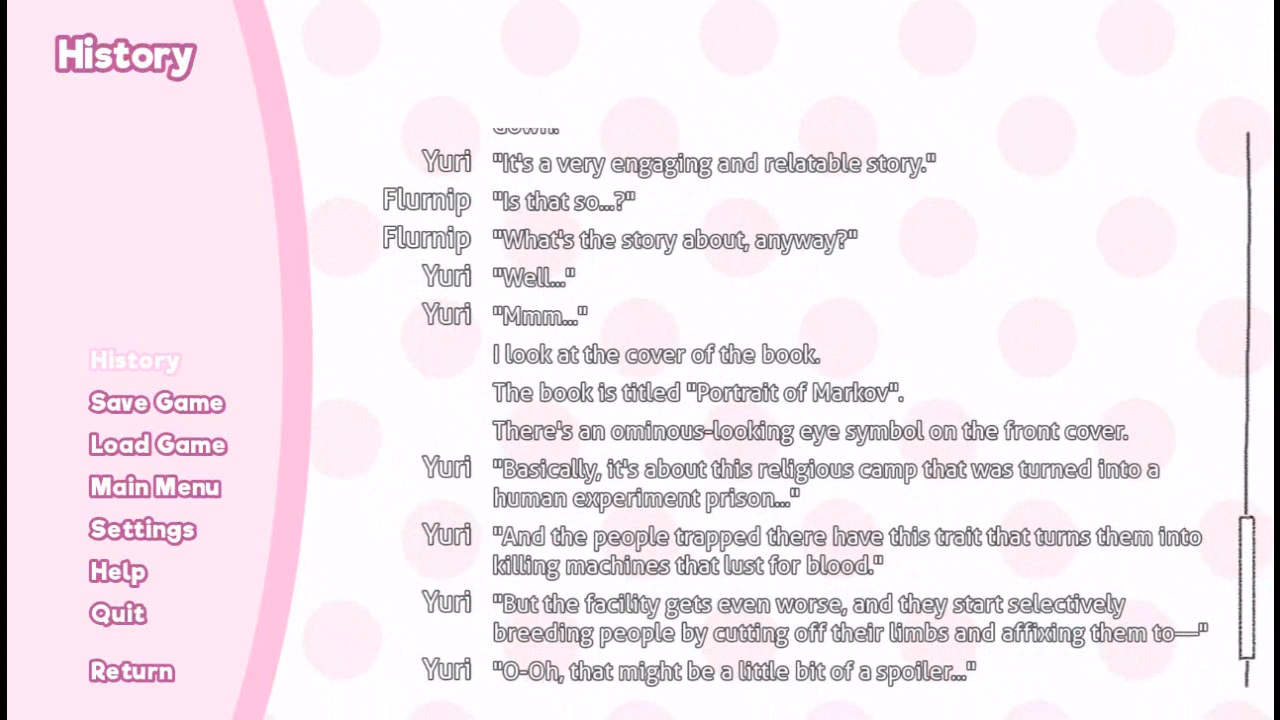 History
down.
Yuri "It's a very engaging and relatable story."
Flurnip "Is that so...?"
Flurnip "What's the story about, anyway?"
Yuri "Well..."
Yuri "Mmm..."
I look at the cover of the book.
The book is titled "Portrait of Markov".
There's an ominous-looking eye symbol on the front cover.
Yuri "Basically, it's about this religious camp that was turned into a
human experiment prison..."
Yuri "And the people trapped there have this trait that turns them into
killing machines that lust for blood."
Yuri "But the facility gets even worse, and they start selectively
breeding people by cutting off their limbs and affixing them to—"
Yuri "O-Oh, that might be a little bit of a spoiler..."
History
Save Game
Load Game
Main Menu
Settings
Help
Quit
Return